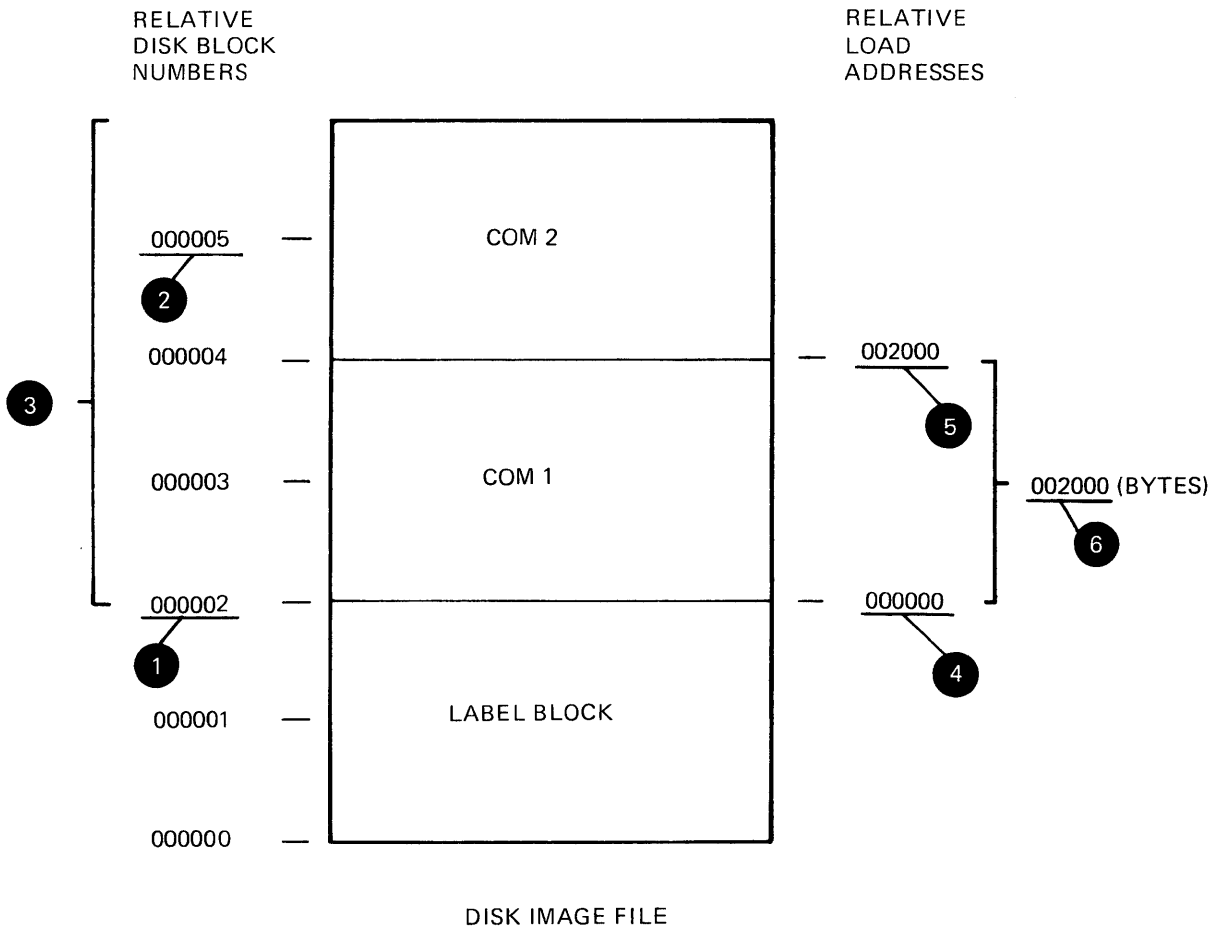 RELATIVE
DISK BLOCK
NUMBERS
RELATIVE
LOAD
ADDRESSES
000005
COM 2
2
000004
002000
3
5
000003
COM 1
002000 (BYTES)
6
000002
000000
1
4
000001
LABEL BLOCK
000000
DISK IMAGE FILE